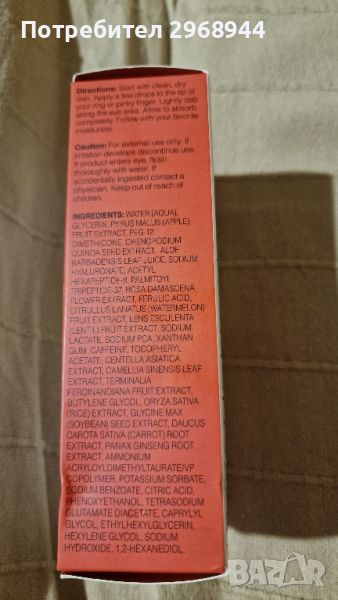 Потребител 2968944
Directions: Start with clean, dry
skin. Apply a few drops to the tip of
your ring or pinky finger. Lightly dab
along the eye area. Allow to absorb
completely. Follow with your favorite
moisturizer.
Caution: For external use only. If
irritation develops discontinue use.
If product enters eye, flush
thoroughly with water. If
accidentally ingested contact a
physician. Keep out of reach of
children.
INGREDIENTS: WATER (AQUA),
GLYCERIN, PYRUS MALUS (APPLE)
FRUIT EXTRACT, PEG-12
DIMETHICONE, CHENOPODIUM
QUINOA SEED EXTRACT, ALOE
BARBADENSIS LEAF JUICE, SODIUM
HYALURONATE, ACETYL
HEXAPEPTIDE-8, PALMITOYL
TRIPEPTIDE-37, ROSA DAMASCENA
FLOWER EXTRACT, FERULIC ACID,
CITRULLUS LANATUS (WATERMELON)
FRUIT EXTRACT, LENS ESCULENTA
(LENTIL) FRUIT EXTRACT, SODIUM
LACTATE, SODIUM PCA, XANTHAN
GUM, CAFFEINE, TOCOPHERYL
ACETATE, CENTELLA ASIATICA
EXTRACT, CAMELLIA SINENSIS LEAF
EXTRACT, TERMINALIA
FERDINANDIANA FRUIT EXTRACT,
BUTYLENE GLYCOL, ORYZA SATIVA
(RICE) EXTRACT, GLYCINE MAX
(SOYBEAN) SEED EXTRACT, DAUCUS
CAROTA SATIVA (CARROT) ROOT
EXTRACT, PANAX GINSENG ROOT
EXTRACT, AMMONIUM
ACRYLOYLDIMETHYLTAURATE/VP
COPOLYMER, POTASSIUM SORBATE,
SODIUM BENZOATE, CITRIC ACID,
PHENOXYETHANOL, TETRASODIUM
GLUTAMATE DIACETATE, CAPRYLYL
GLYCOL, ETHYLHEXYLGLYCERIN,
HEXYLENE GLYCOL, SODIUM
HYDROXIDE, 1,2-HEXANEDIOL.
BAZAR